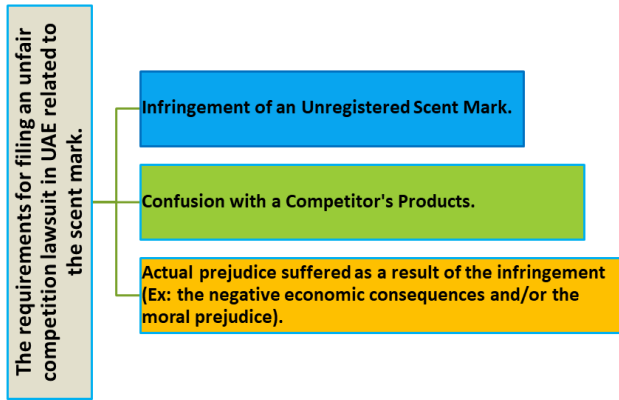 The requirements for filing an unfair
competition lawsuit in UAE related to
the scent mark.
Infringement of an Unregistered Scent Mark.
Confusion with a Competitor's Products.
Actual prejudice suffered as a result of the infringement
(Ex: the negative economic consequences and/or the
moral prejudice).